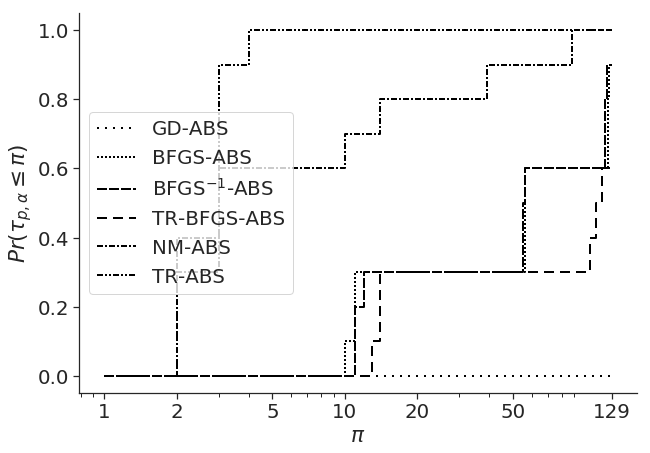 1.0
0.8
0.6
0.4
0.2
0.0
Pr(τ_{p,α} ≤ π)
GD-ABS
BFGS-ABS
BFGS⁻¹-ABS
TR-BFGS-ABS
NM-ABS
TR-ABS
1 2 5 10 20 50 129
π